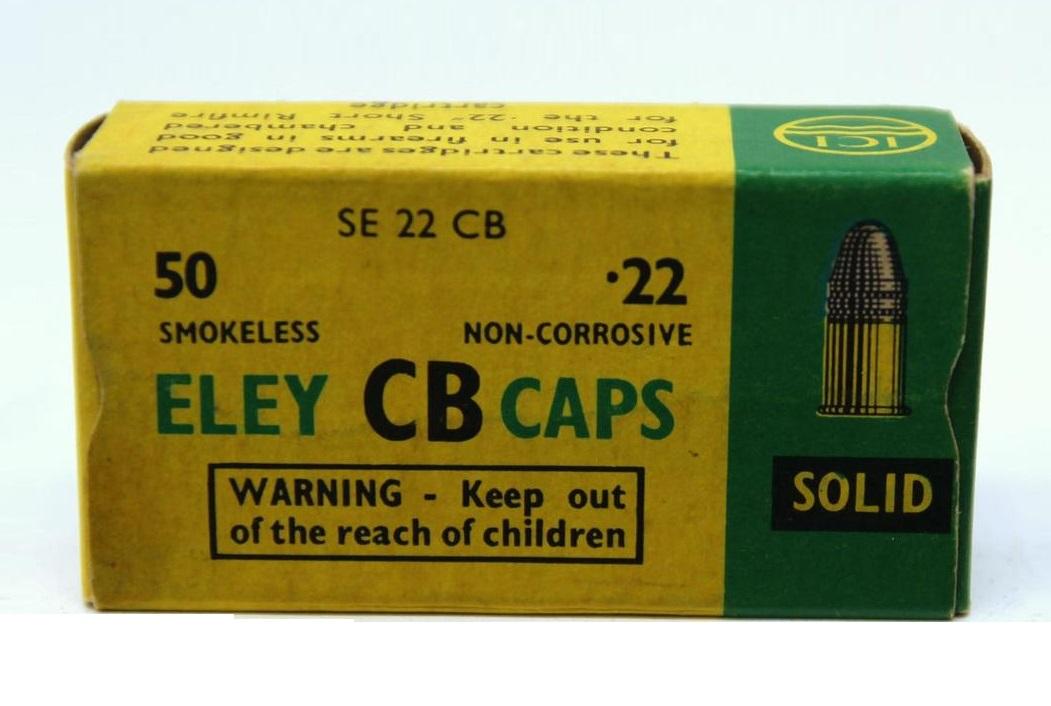 These cartridges are designed
for use in firearms in good
condition and chambered
for the .22" Short Rimfire
cartridge
ICI
SE 22 CB
50 .22
SMOKELESS NON-CORROSIVE
ELEY CB CAPS
WARNING - Keep out
of the reach of children
SOLID